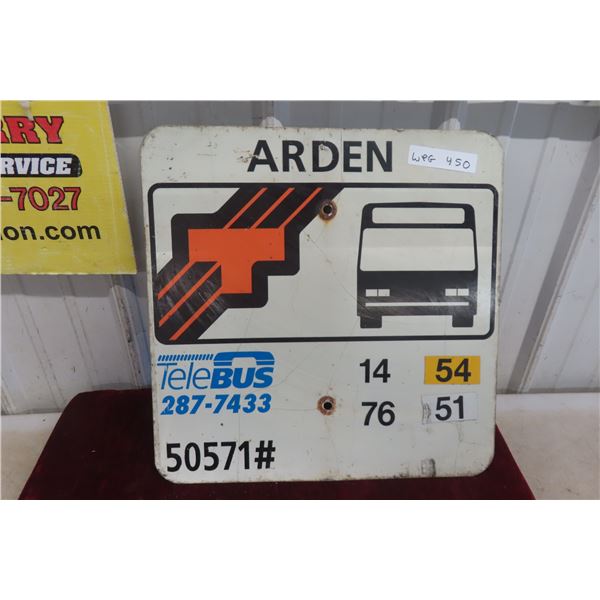 RRY
SERVICE
-7027
on.com
ARDEN
WPG 450
TeleBUS
287-7433
14 54
76 51
50571#